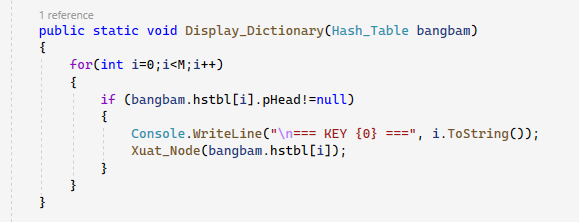 1 reference
public static void Display_Dictionary(Hash_Table bangbam)
{
for(int i=0;i<M;i++)
{
if (bangbam.hstbl[i].pHead!=null)
{
Console.WriteLine("\n=== KEY {0} ===", i.ToString());
Xuat_Node(bangbam.hstbl[i]);
}
}
}